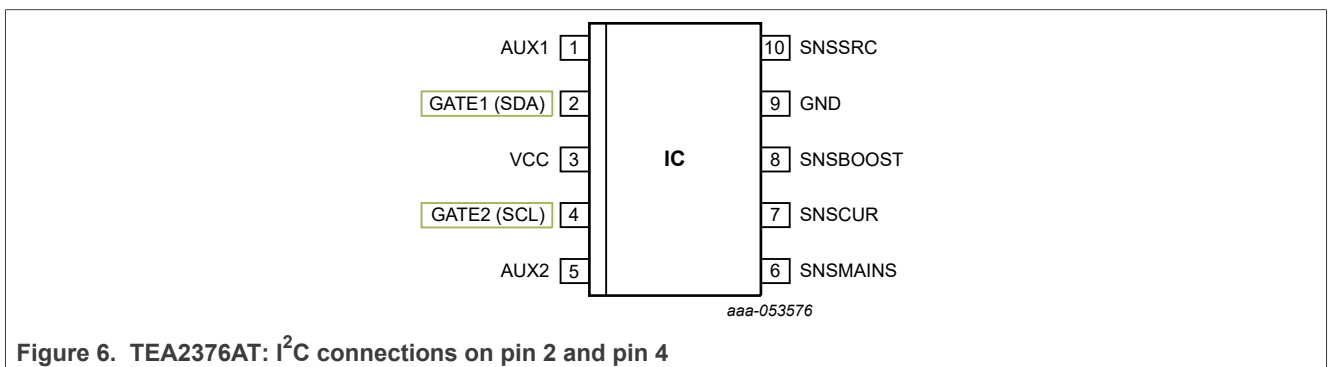 AUX1 1
GATE1 (SDA) 2
VCC 3
GATE2 (SCL) 4
AUX2 5
IC
10 SNSSRC
9 GND
8 SNSBOOST
7 SNSCUR
6 SNSMAINS
aaa-053576
Figure 6. TEA2376AT: I²C connections on pin 2 and pin 4